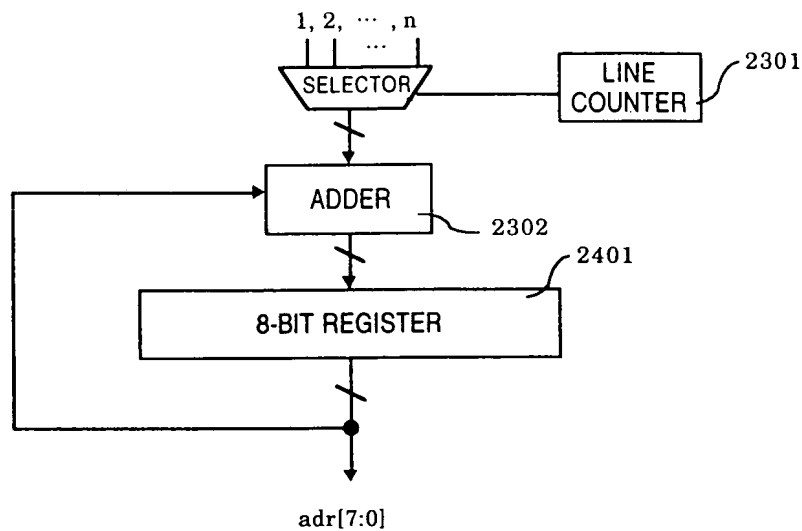 1, 2, ··· , n
···
SELECTOR
LINE
COUNTER
2301
ADDER
2302
2401
8-BIT REGISTER
adr[7:0]